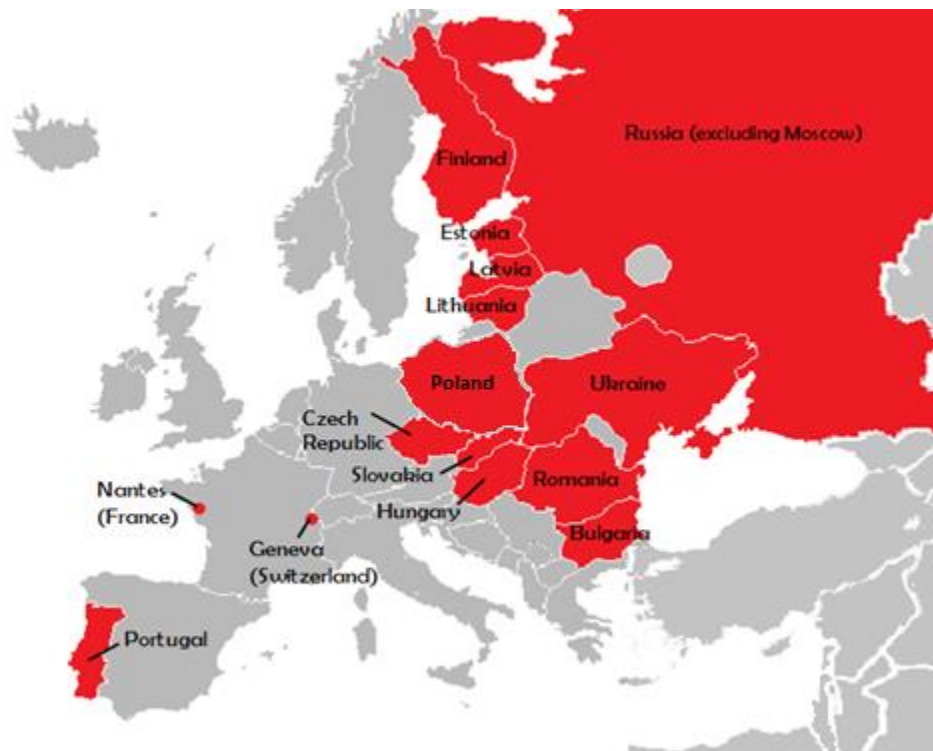 Russia (excluding Moscow)
Finland
Estonia
Latvia
Lithuania
Poland
Ukraine
Czech
Republic
Slovakia
Romania
Nantes
(France)
Hungary
Bulgaria
Geneva
(Switzerland)
Portugal